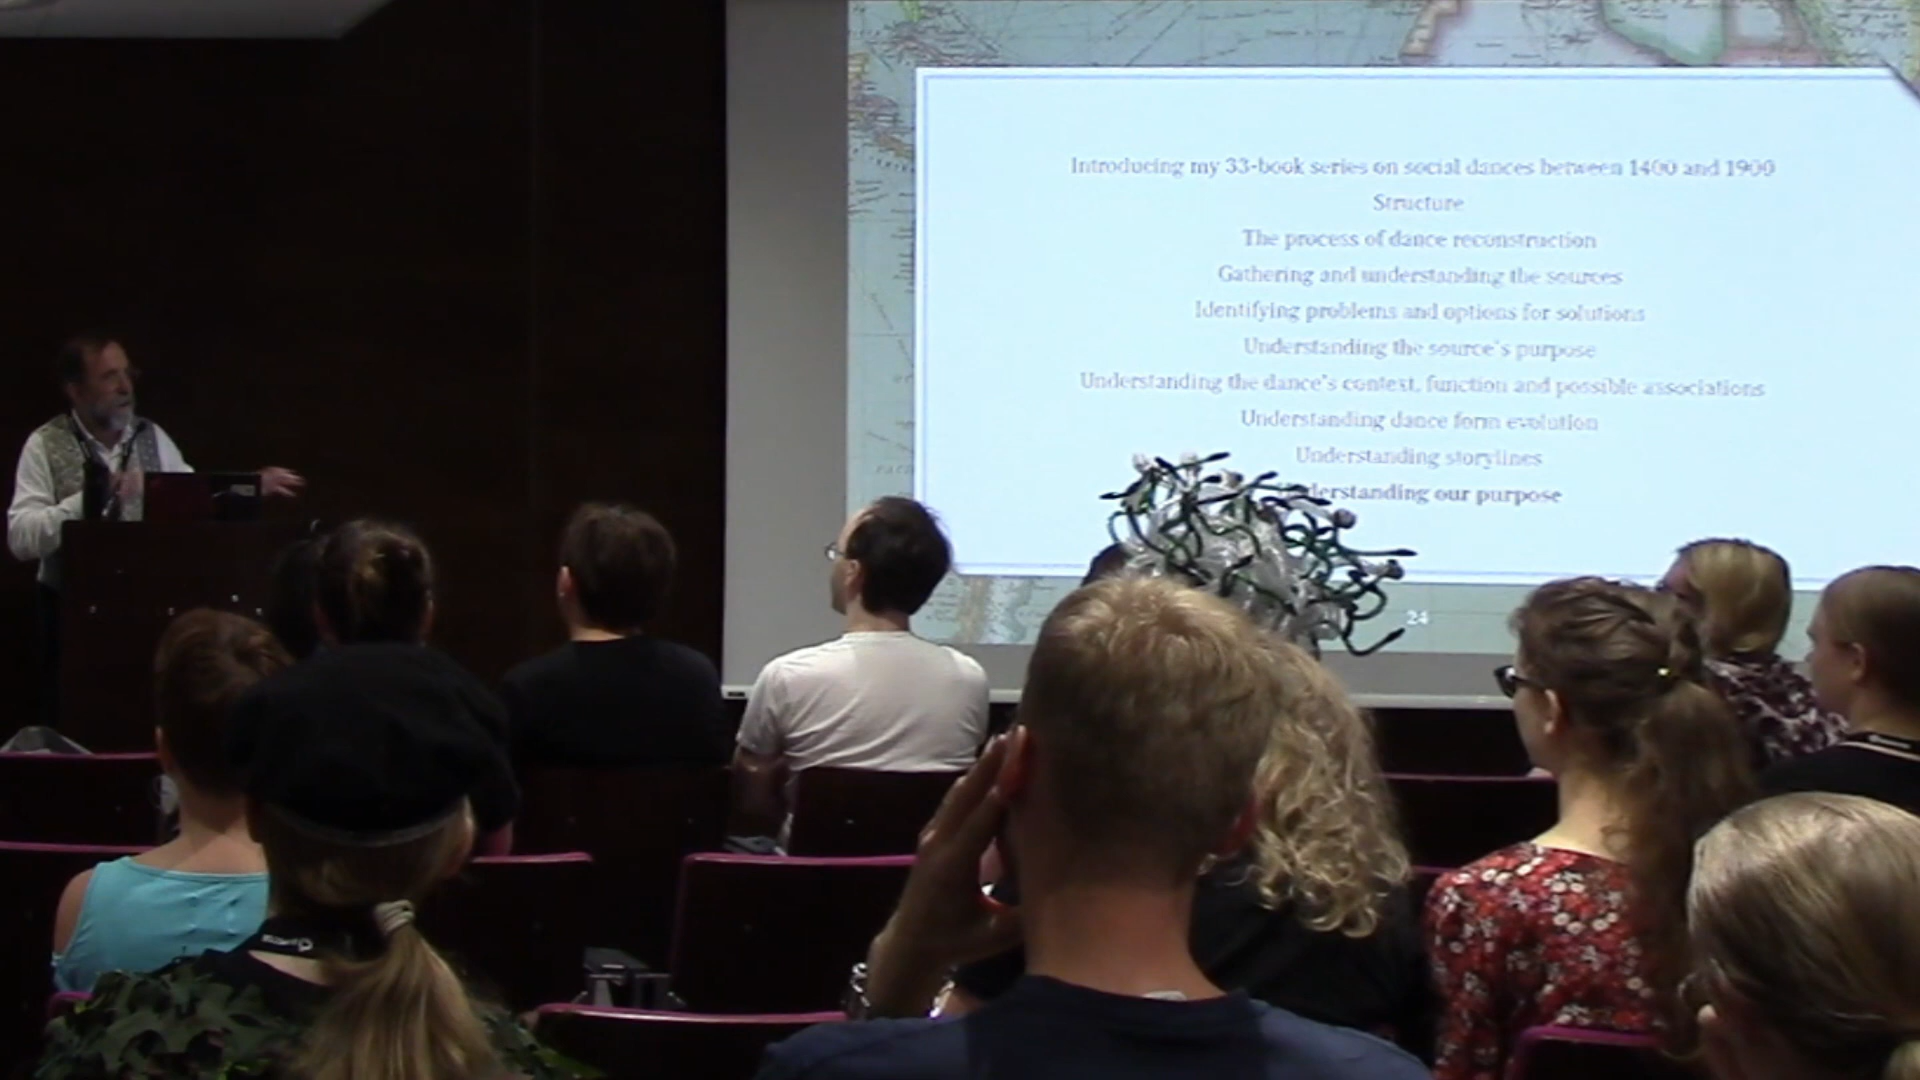 Introducing my 33-book series on social dances between 1400 and 1900
Structure
The process of dance reconstruction
Gathering and understanding the sources
Identifying problems and options for solutions
Understanding the source's purpose
Understanding the dance's context, function and possible associations
Understanding dance form evolution
Understanding storylines
our purpose
24